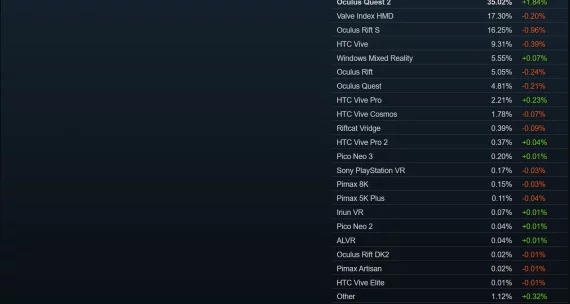 Oculus Quest 2 35.02% +1.84%
Valve Index HMD 17.30% -0.20%
Oculus Rift S 16.25% -0.96%
HTC Vive 9.31% -0.39%
Windows Mixed Reality 5.55% +0.07%
Oculus Rift 5.05% -0.24%
Oculus Quest 4.81% -0.21%
HTC Vive Pro 2.21% +0.23%
HTC Vive Cosmos 1.78% -0.07%
Riftcat Vridge 0.39% -0.09%
HTC Vive Pro 2 0.37% +0.04%
Pico Neo 3 0.20% +0.01%
Sony PlayStation VR 0.17% -0.03%
Pimax 8K 0.15% -0.03%
Pimax 5K Plus 0.11% -0.04%
Iriun VR 0.07% +0.01%
Pico Neo 2 0.04% +0.01%
ALVR 0.04% +0.01%
Oculus Rift DK2 0.02% -0.01%
Pimax Artisan 0.02% -0.01%
HTC Vive Elite 0.01% -0.01%
Other 1.12% +0.32%